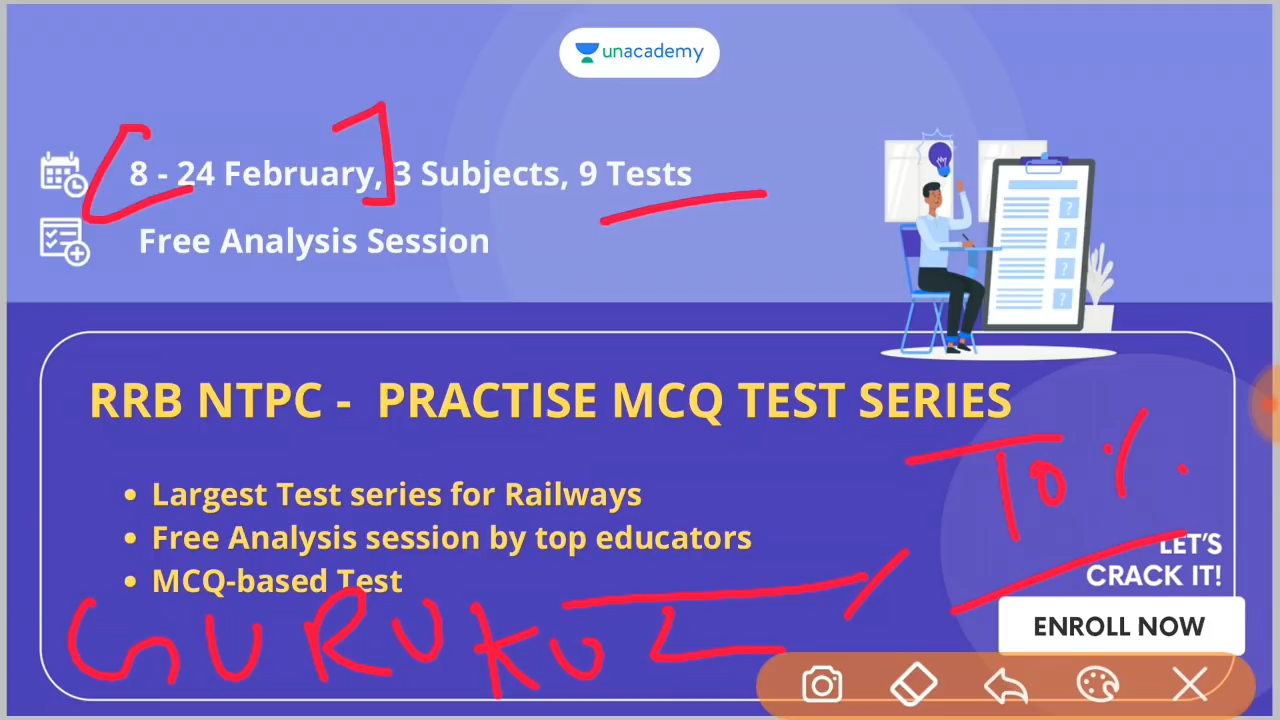 unacademy
8 - 24 February, 3 Subjects, 9 Tests
Free Analysis Session
RRB NTPC - PRACTISE MCQ TEST SERIES
• Largest Test series for Railways
• Free Analysis session by top educators
• MCQ-based Test
10%
LET'S
CRACK IT!
GURUKUL
ENROLL NOW